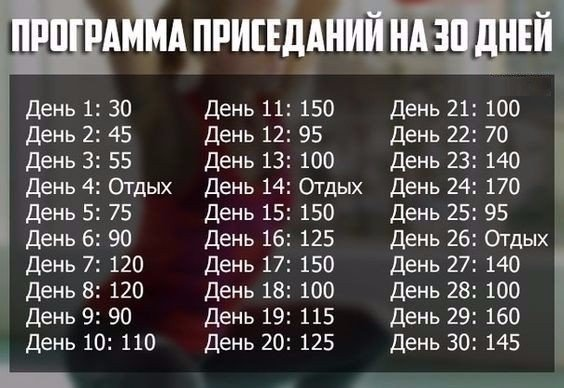 ПРОГРАММА ПРИСЕДАНИЙ НА 30 ДНЕЙ
День 1: 30
День 2: 45
День 3: 55
День 4: Отдых
День 5: 75
День 6: 90
День 7: 120
День 8: 120
День 9: 90
День 10: 110
День 11: 150
День 12: 95
День 13: 100
День 14: Отдых
День 15: 150
День 16: 125
День 17: 150
День 18: 100
День 19: 115
День 20: 125
День 21: 100
День 22: 70
День 23: 140
День 24: 170
День 25: 95
День 26: Отдых
День 27: 140
День 28: 100
День 29: 160
День 30: 145